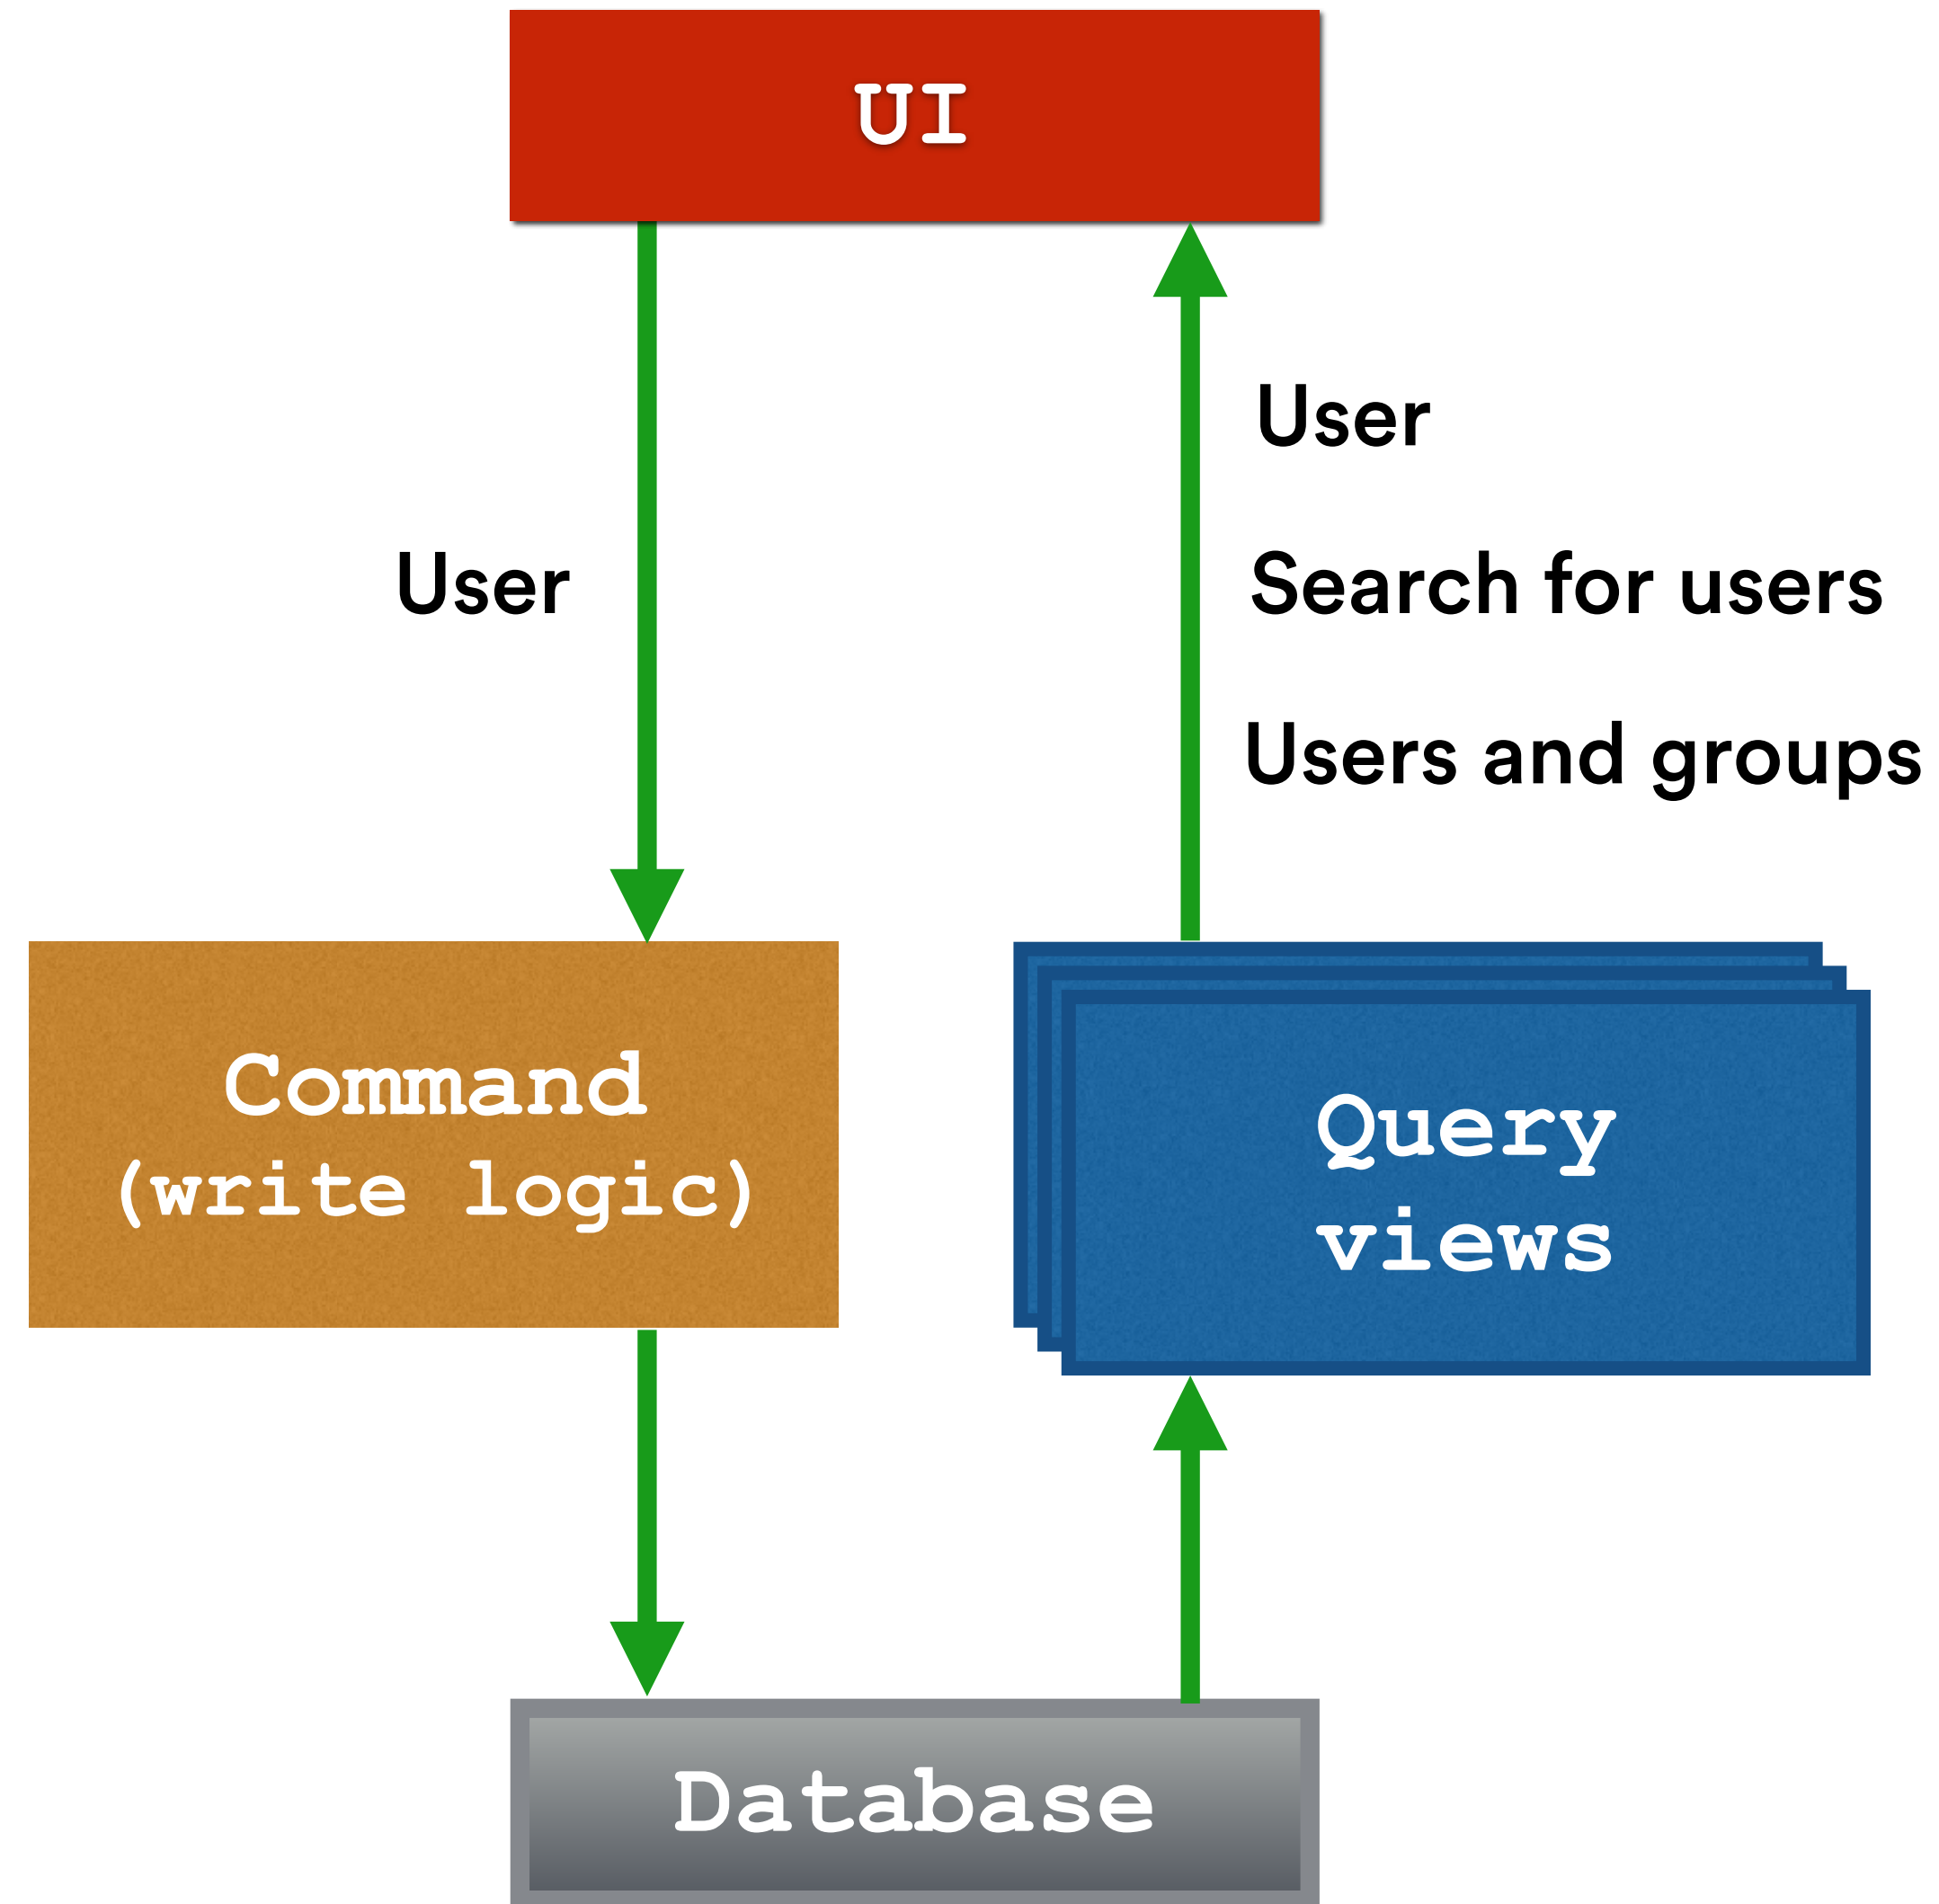 UI
User
User
Search for users
Users and groups
Command
(write logic)
Query
views
Database